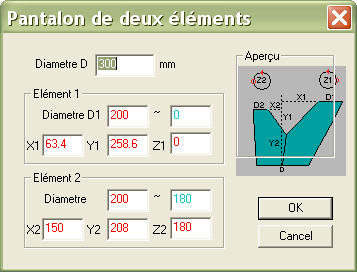 Pantalon de deux éléments
Diametre D 300 mm
Aperçu
Z2 Z1
X1 D1
D2 X2
Y1
Y2
D
Elément 1
Diametre D1 200 ~ 0
X1 63.4 Y1 258.6 Z1 0
Elément 2
Diametre 200 ~ 180
X2 150 Y2 208 Z2 180
OK
Cancel